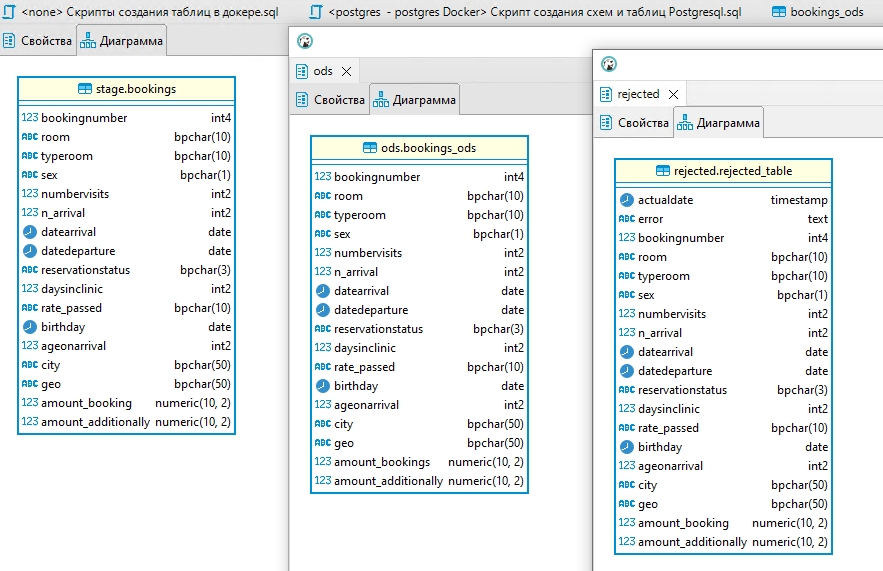 <none> Скрипты создания таблиц в докере.sql
<postgres - postgres Docker> Скрипт создания схем и таблиц Postgresql.sql
bookings_ods
Свойства
Диаграмма
stage.bookings
123 bookingnumber int4
ABC room bpchar(10)
ABC typeroom bpchar(10)
ABC sex bpchar(1)
123 numbervisits int2
123 n_arrival int2
datearrival date
datedeparture date
ABC reservationstatus bpchar(3)
123 daysinclinic int2
ABC rate_passed bpchar(10)
birthday date
123 ageonarrival int2
ABC city bpchar(50)
ABC geo bpchar(50)
123 amount_booking numeric(10, 2)
123 amount_additionally numeric(10, 2)
ods
Свойства
Диаграмма
ods.bookings_ods
123 bookingnumber int4
ABC room bpchar(10)
ABC typeroom bpchar(10)
ABC sex bpchar(1)
123 numbervisits int2
123 n_arrival int2
datearrival date
datedeparture date
ABC reservationstatus bpchar(3)
123 daysinclinic int2
ABC rate_passed bpchar(10)
birthday date
123 ageonarrival int2
ABC city bpchar(50)
ABC geo bpchar(50)
123 amount_bookings numeric(10, 2)
123 amount_additionally numeric(10, 2)
rejected
Свойства
Диаграмма
rejected.rejected_table
actualdate timestamp
ABC error text
123 bookingnumber int4
ABC room bpchar(10)
ABC typeroom bpchar(10)
ABC sex bpchar(1)
123 numbervisits int2
123 n_arrival int2
datearrival date
datedeparture date
ABC reservationstatus bpchar(3)
123 daysinclinic int2
ABC rate_passed bpchar(10)
birthday date
123 ageonarrival int2
ABC city bpchar(50)
ABC geo bpchar(50)
123 amount_booking numeric(10, 2)
123 amount_additionally numeric(10, 2)